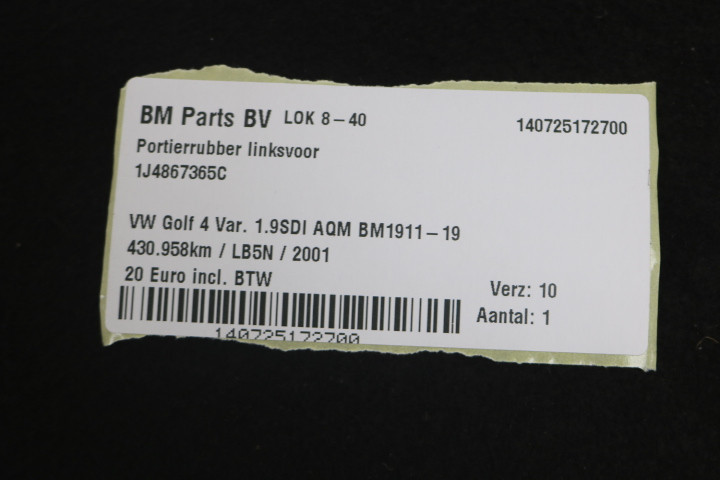 BM Parts BV LOK 8-40 140725172700
Portierrubber linksvoor
1J4867365C
VW Golf 4 Var. 1.9SDI AQM BM1911-19
430.958km / LB5N / 2001
20 Euro incl. BTW
Verz: 10
Aantal: 1
140725172700